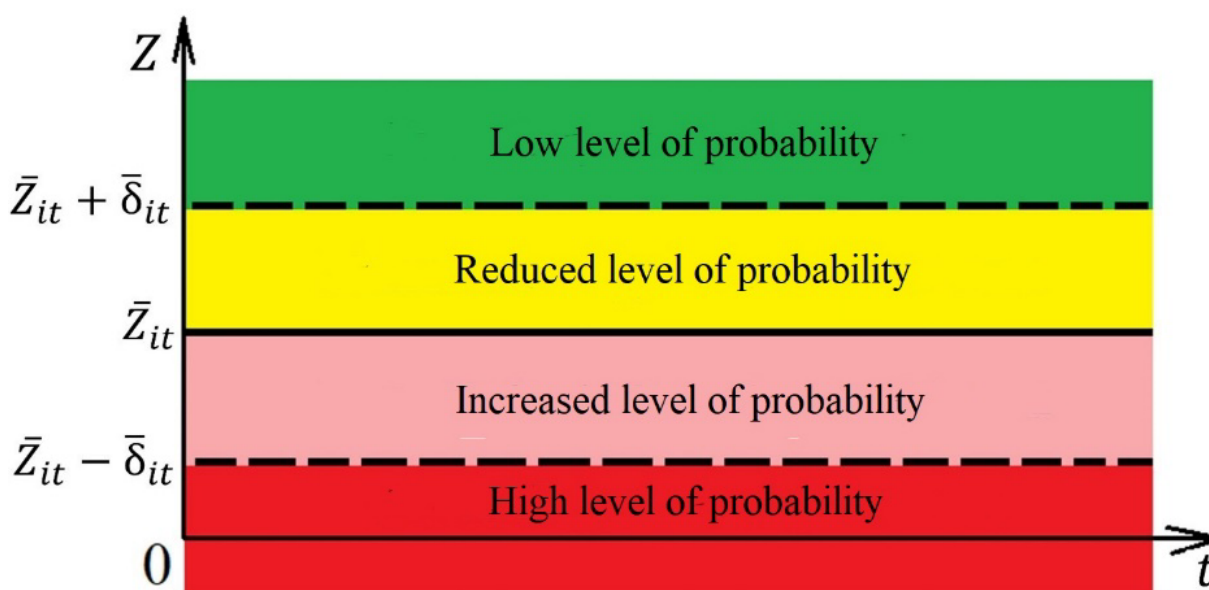 Z
Low level of probability
Z̄ᵢₜ + δ̄ᵢₜ
Reduced level of probability
Z̄ᵢₜ
Increased level of probability
Z̄ᵢₜ − δ̄ᵢₜ
High level of probability
0
t